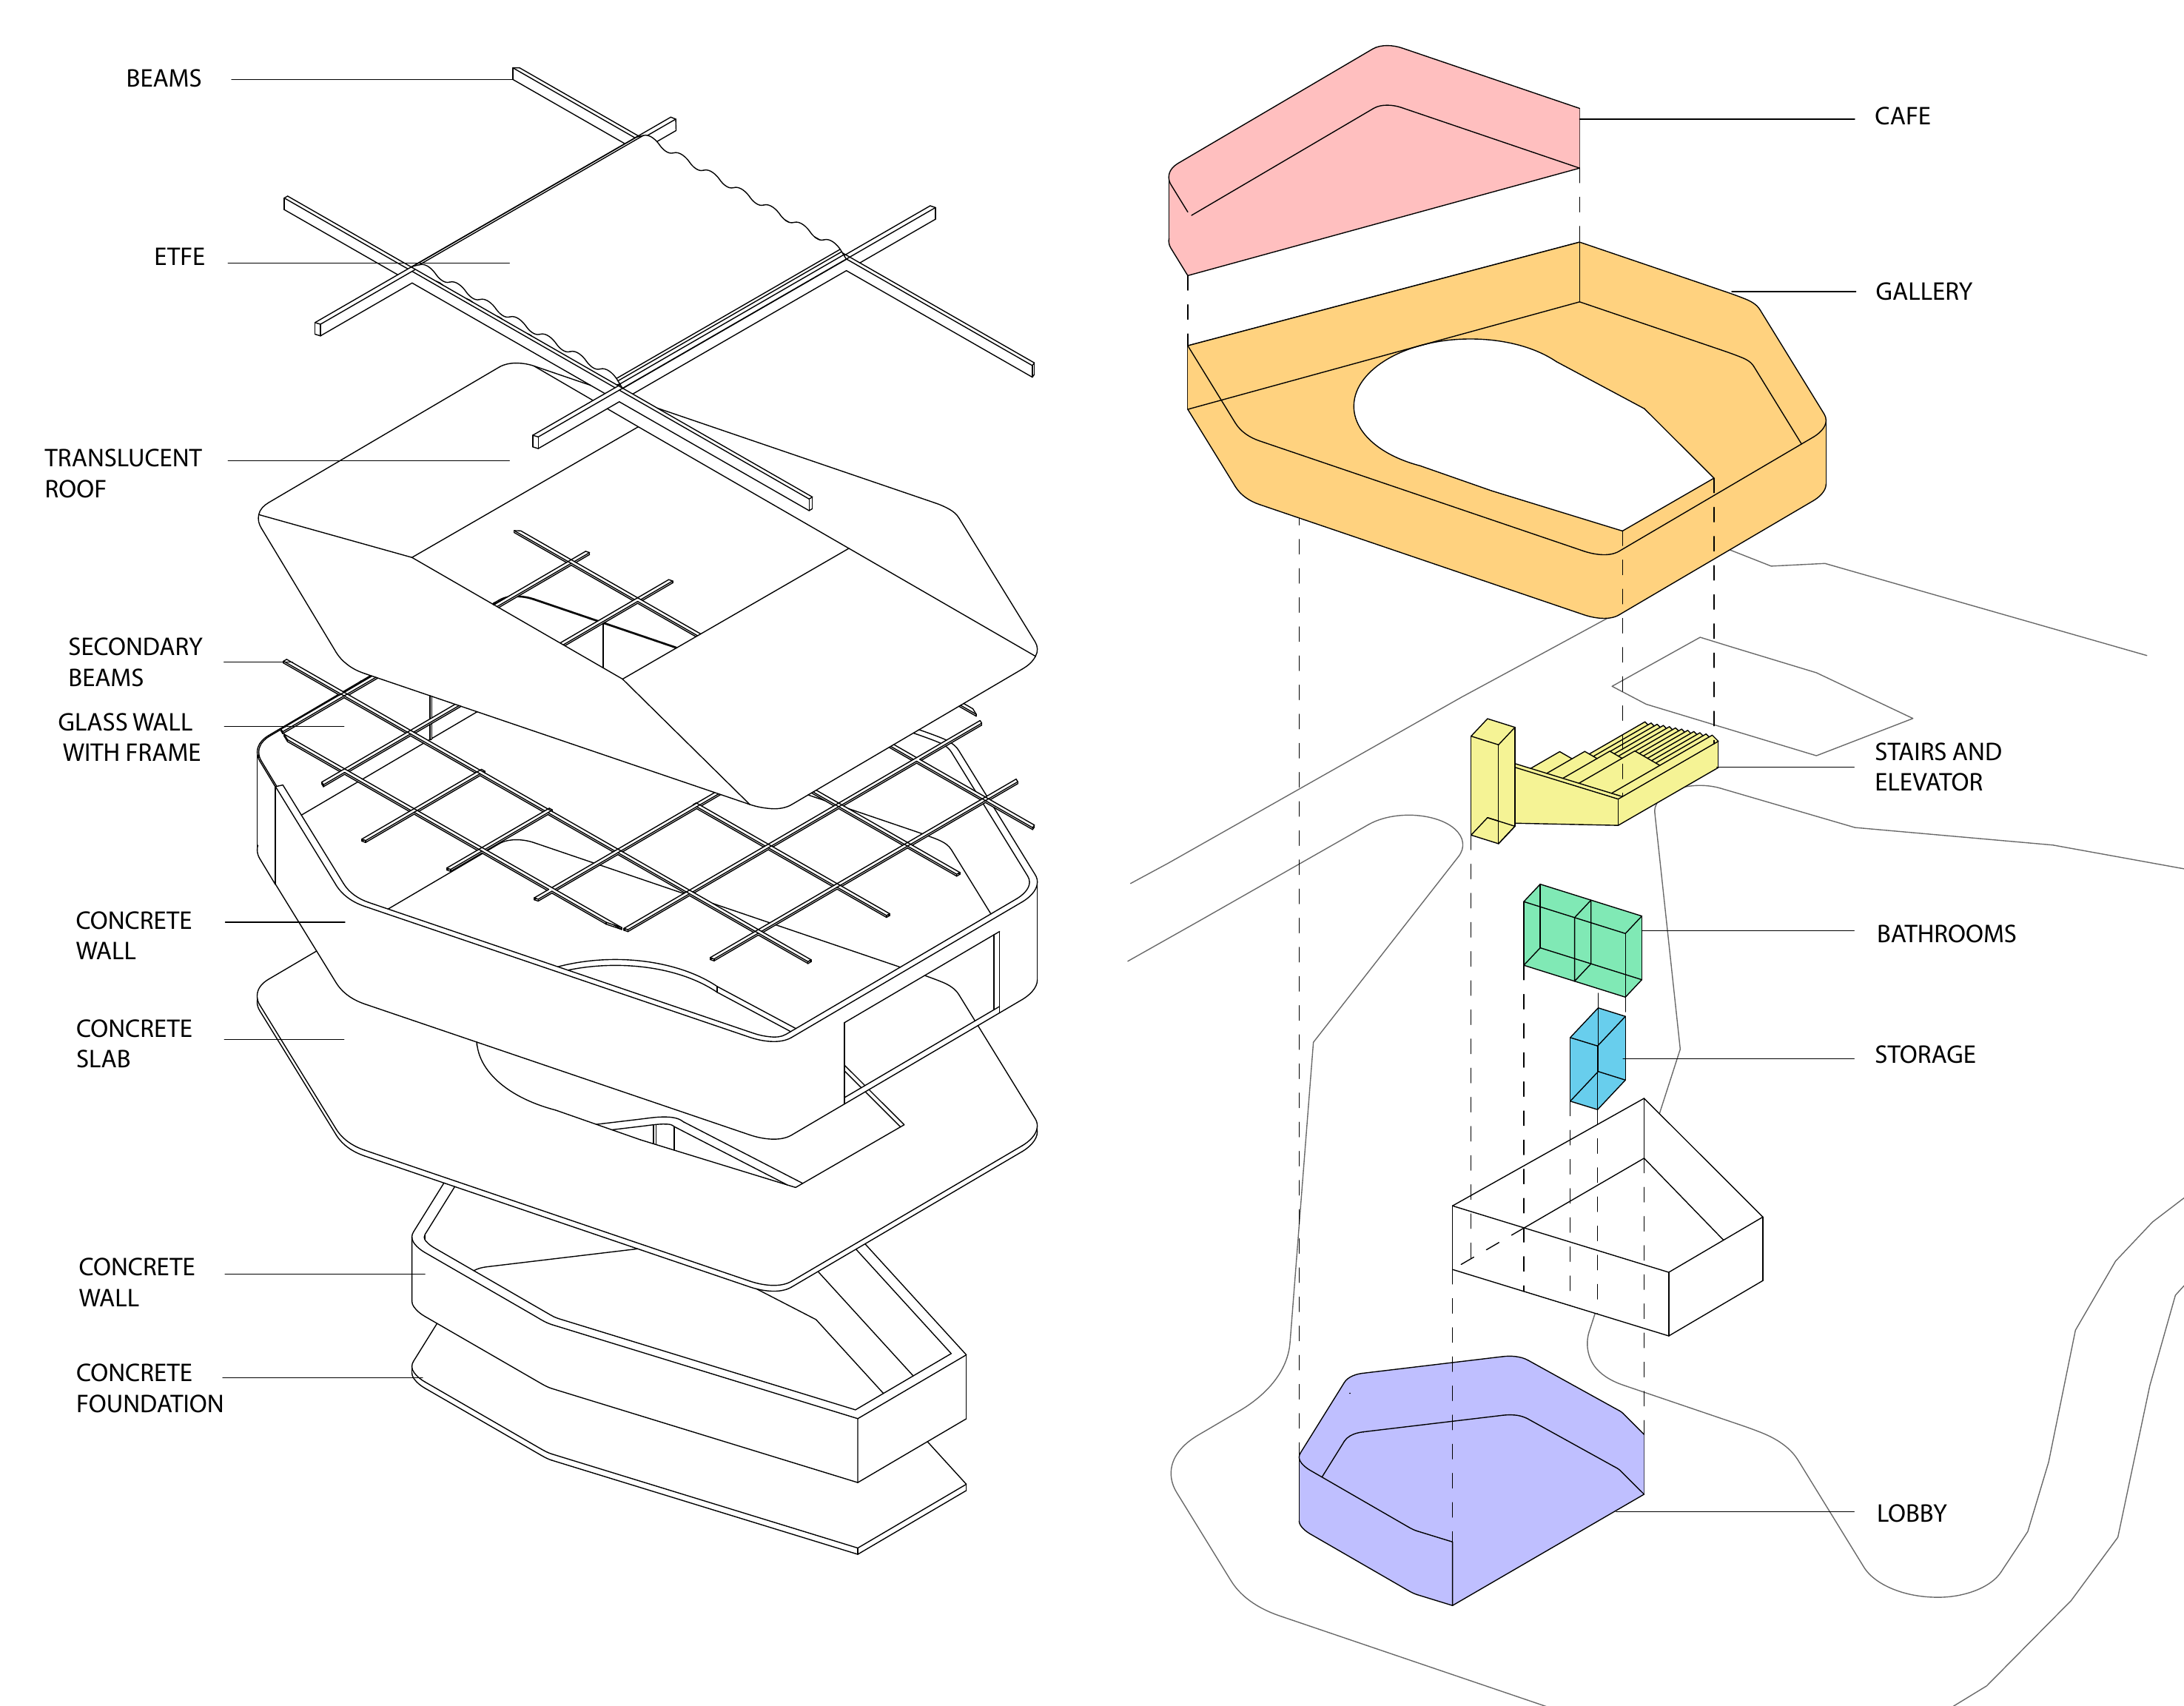 BEAMS
ETFE
TRANSLUCENT
ROOF
SECONDARY
BEAMS
GLASS WALL
WITH FRAME
CONCRETE
WALL
CONCRETE
SLAB
CONCRETE
WALL
CONCRETE
FOUNDATION
CAFE
GALLERY
STAIRS AND
ELEVATOR
BATHROOMS
STORAGE
LOBBY